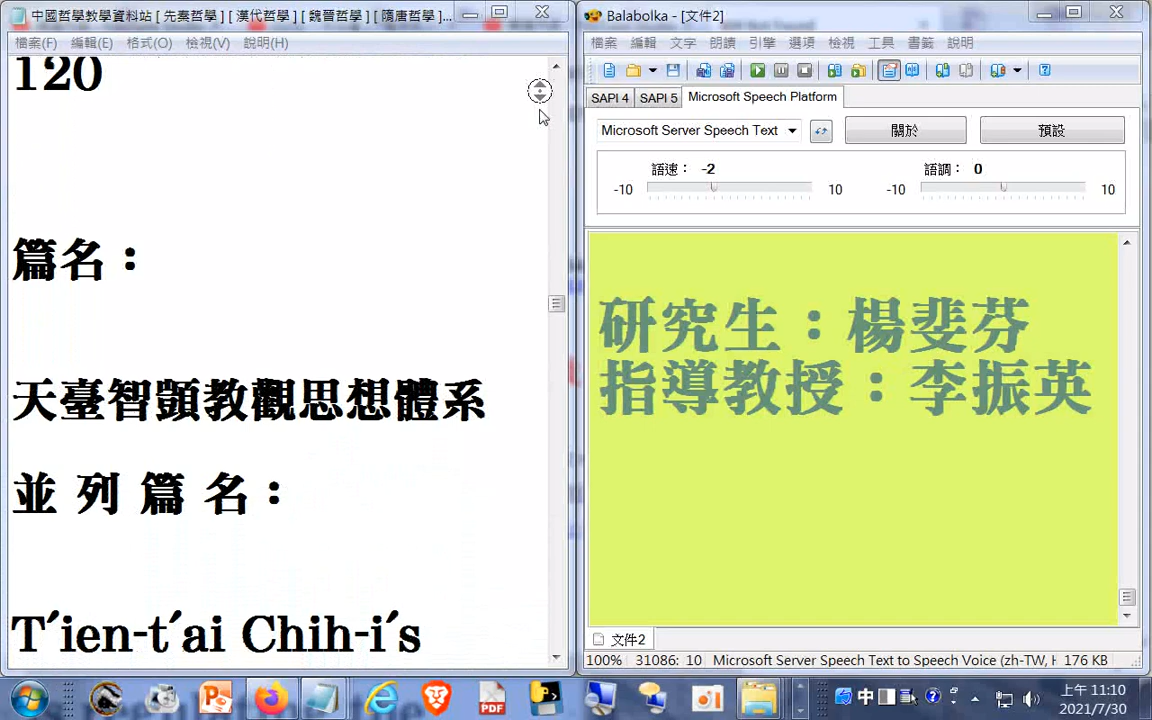 中國哲學教學資料站 [ 先秦哲學 ] [ 漢代哲學 ] [ 魏晉哲學 ] [ 隋唐哲學 ]...
檔案(F) 編輯(E) 格式(O) 檢視(V) 說明(H)
120
篇名：
天臺智顗教觀思想體系
並 列 篇 名：
T'ien-t'ai Chih-i's
Balabolka - [文件2]
檔案 編輯 文字 朗讀 引擎 選項 檢視 工具 書籤 說明
SAPI 4 SAPI 5 Microsoft Speech Platform
Microsoft Server Speech Text 關於 預設
語速： -2 語調： 0
-10 10 -10 10
研究生：楊斐芬
指導教授：李振英
文件2
100% 31086: 10 Microsoft Server Speech Text to Speech Voice (zh-TW, H 176 KB
中 上午 11:10
PDF 2021/7/30